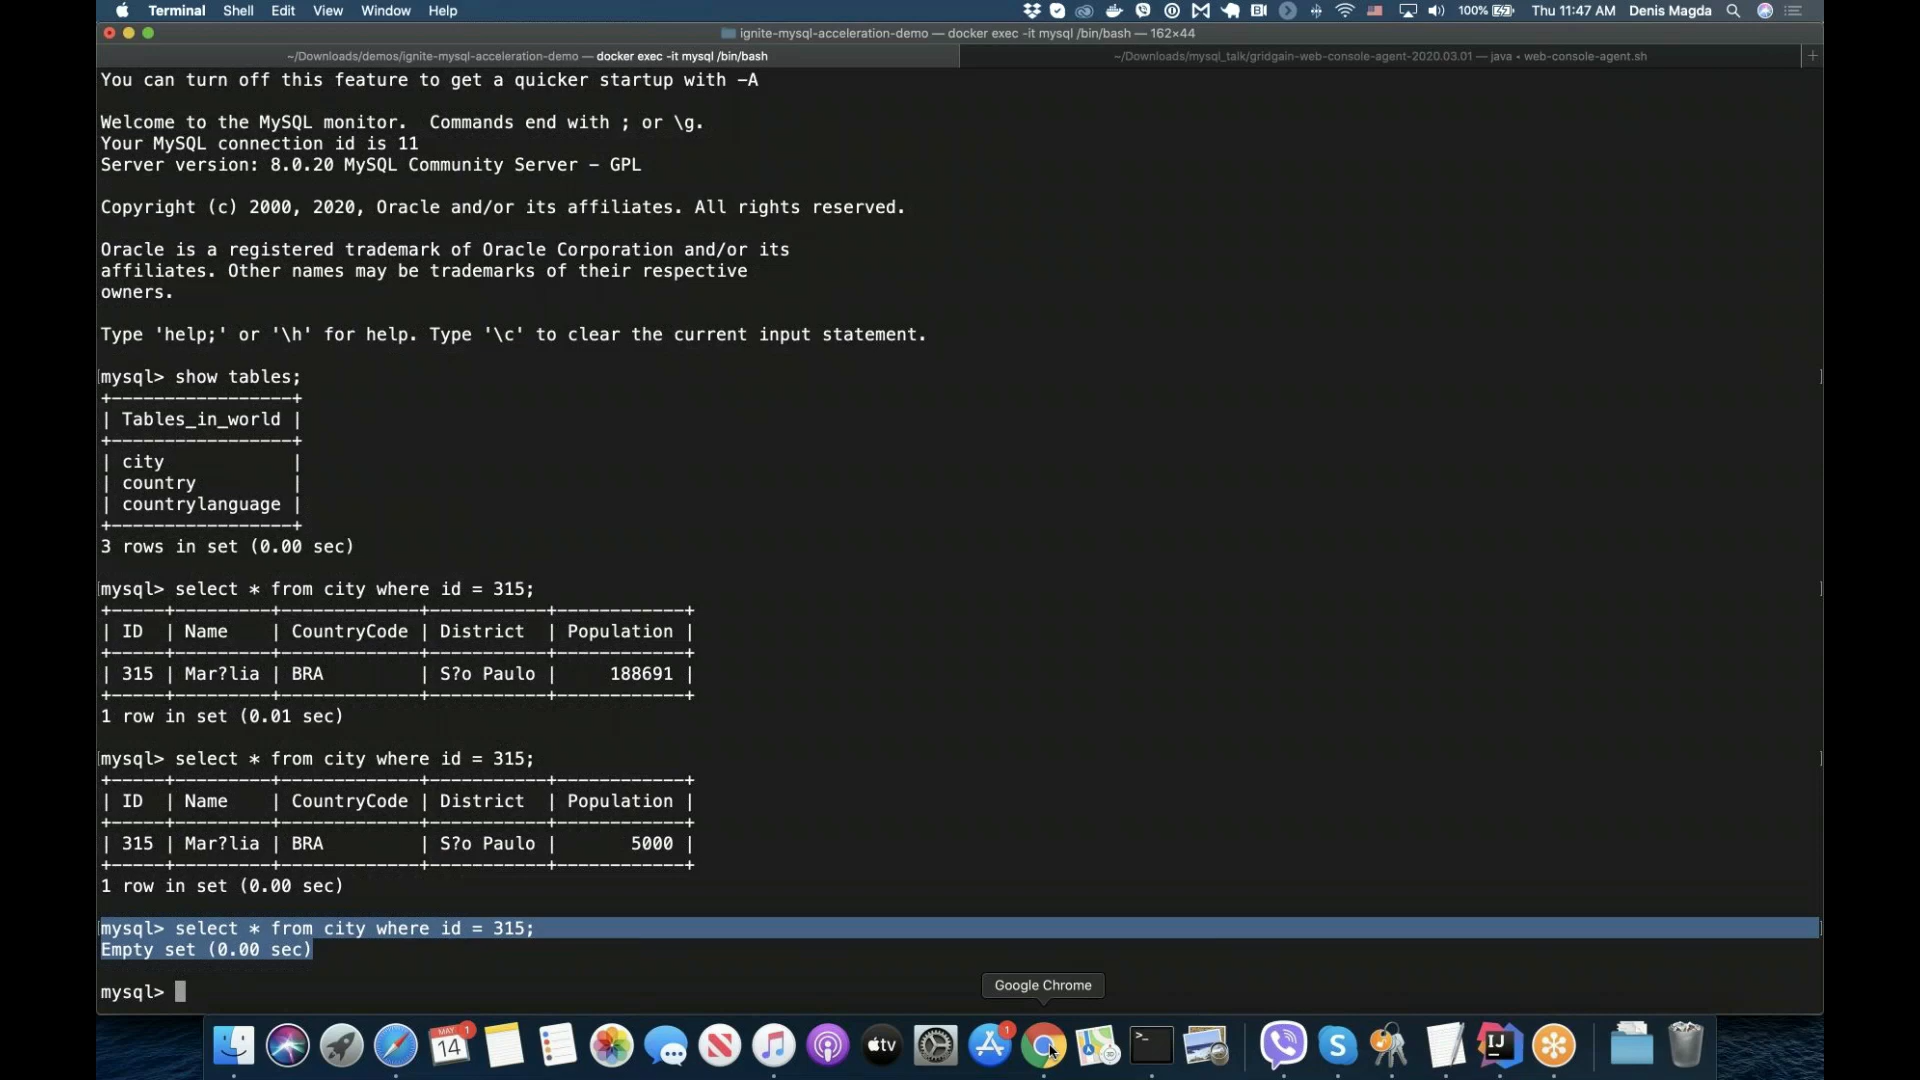 Terminal Shell Edit View Window Help 100% Thu 11:47 AM Denis Magda
ignite-mysql-acceleration-demo — docker exec -it mysql /bin/bash — 162×44
~/Downloads/demos/ignite-mysql-acceleration-demo — docker exec -it mysql /bin/bash ~/Downloads/mysql_talk/gridgain-web-console-agent-2020.03.01 — java ◂ web-console-agent.sh +
You can turn off this feature to get a quicker startup with -A
Welcome to the MySQL monitor.  Commands end with ; or \g.
Your MySQL connection id is 11
Server version: 8.0.20 MySQL Community Server - GPL
Copyright (c) 2000, 2020, Oracle and/or its affiliates. All rights reserved.
Oracle is a registered trademark of Oracle Corporation and/or its
affiliates. Other names may be trademarks of their respective
owners.
Type 'help;' or '\h' for help. Type '\c' to clear the current input statement.
[mysql> show tables; ]
+-----------------+
| Tables_in_world |
+-----------------+
| city            |
| country         |
| countrylanguage |
+-----------------+
3 rows in set (0.00 sec)
[mysql> select * from city where id = 315; ]
+-----+---------+-------------+-----------+------------+
| ID  | Name    | CountryCode | District  | Population |
+-----+---------+-------------+-----------+------------+
| 315 | Mar?lia | BRA         | S?o Paulo |     188691 |
+-----+---------+-------------+-----------+------------+
1 row in set (0.01 sec)
[mysql> select * from city where id = 315; ]
+-----+---------+-------------+-----------+------------+
| ID  | Name    | CountryCode | District  | Population |
+-----+---------+-------------+-----------+------------+
| 315 | Mar?lia | BRA         | S?o Paulo |       5000 |
+-----+---------+-------------+-----------+------------+
1 row in set (0.00 sec)
[mysql> select * from city where id = 315; ]
Empty set (0.00 sec)
mysql>
Google Chrome
MAY 1
14
tv
1
>_
S
IJ